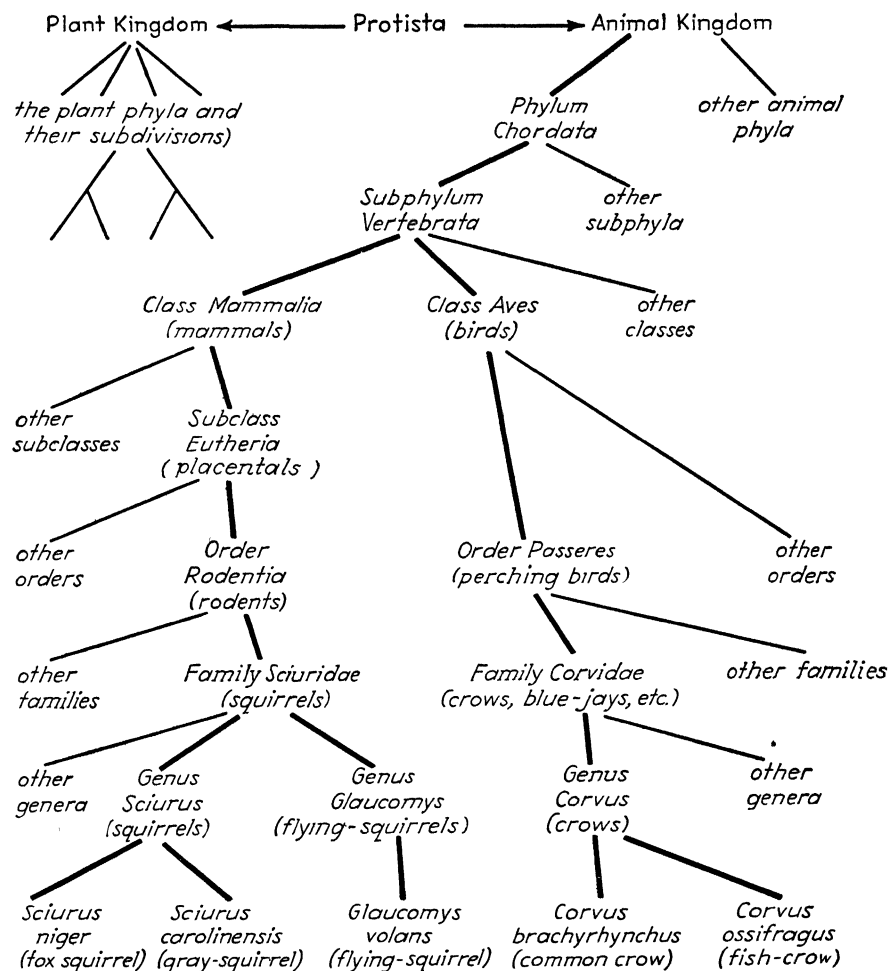 Plant Kingdom Protista Animal Kingdom
the plant phyla and
their subdivisions)
Phylum
Chordata
other animal
phyla
Subphylum
Vertebrata
other
subphyla
Class Mammalia
(mammals)
Class Aves
(birds)
other
classes
other
subclasses
Subclass
Eutheria
(placentals)
other
orders
Order
Rodentia
(rodents)
Order Passeres
(perching birds)
other
orders
other
families
Family Sciuridae
(squirrels)
Family Corvidae
(crows, blue-jays, etc.)
other families
other
genera
Genus
Sciurus
(squirrels)
Genus
Glaucomys
(flying-squirrels)
Genus
Corvus
(crows)
other
genera
Sciurus
niger
(fox squirrel)
Sciurus
carolinensis
(gray-squirrel)
Glaucomys
volans
(flying-squirrel)
Corvus
brachyrhynchus
(common crow)
Corvus
ossifragus
(fish-crow)